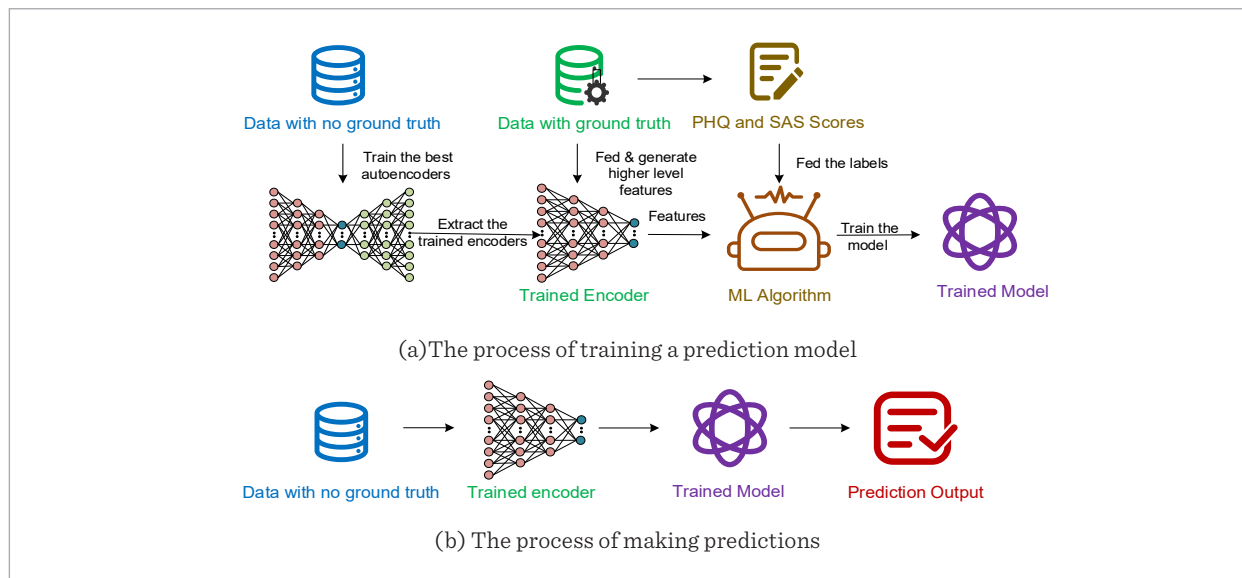 Data with no ground truth
Data with ground truth
PHQ and SAS Scores
Train the best
autoencoders
Fed & generate
higher level
features
Fed the labels
Extract the
trained encoders
Features
Train the
model
Trained Encoder
ML Algorithm
Trained Model
(a)The process of training a prediction model
Data with no ground truth
Trained encoder
Trained Model
Prediction Output
(b) The process of making predictions